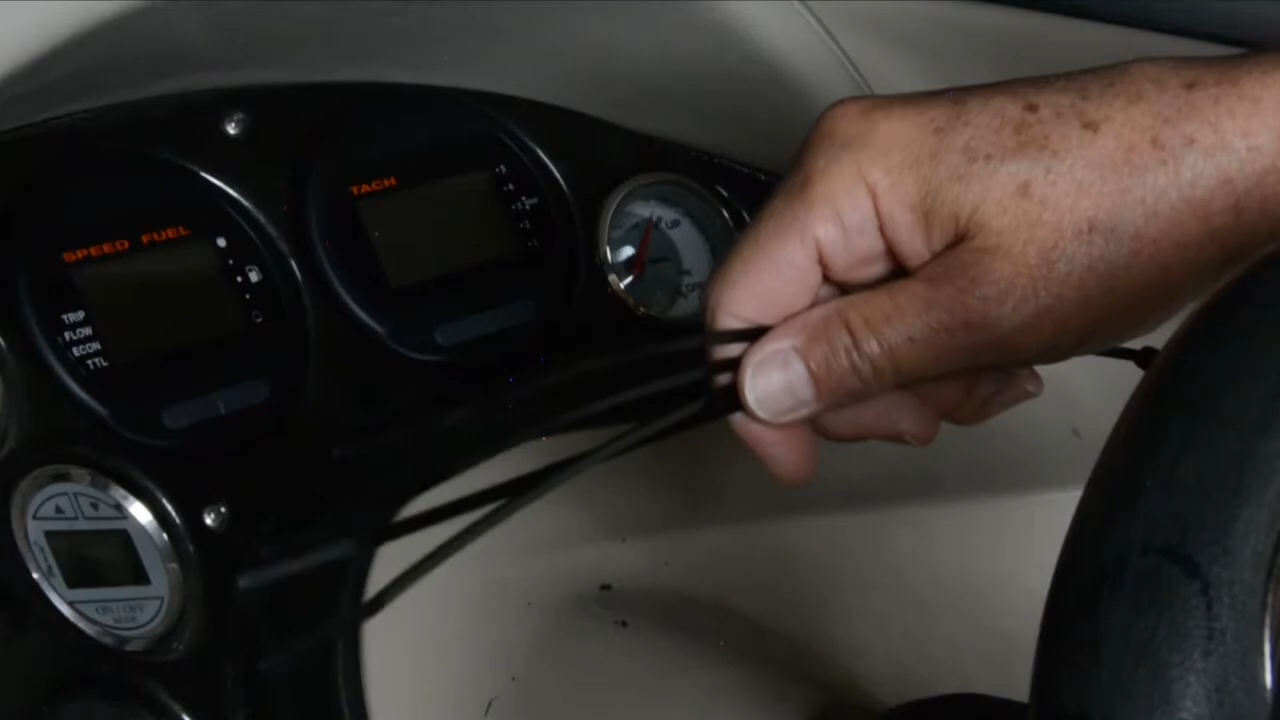 SPEED FUEL
TRIP
FLOW
ECON
TTL
TACH
UP
ON / OFF